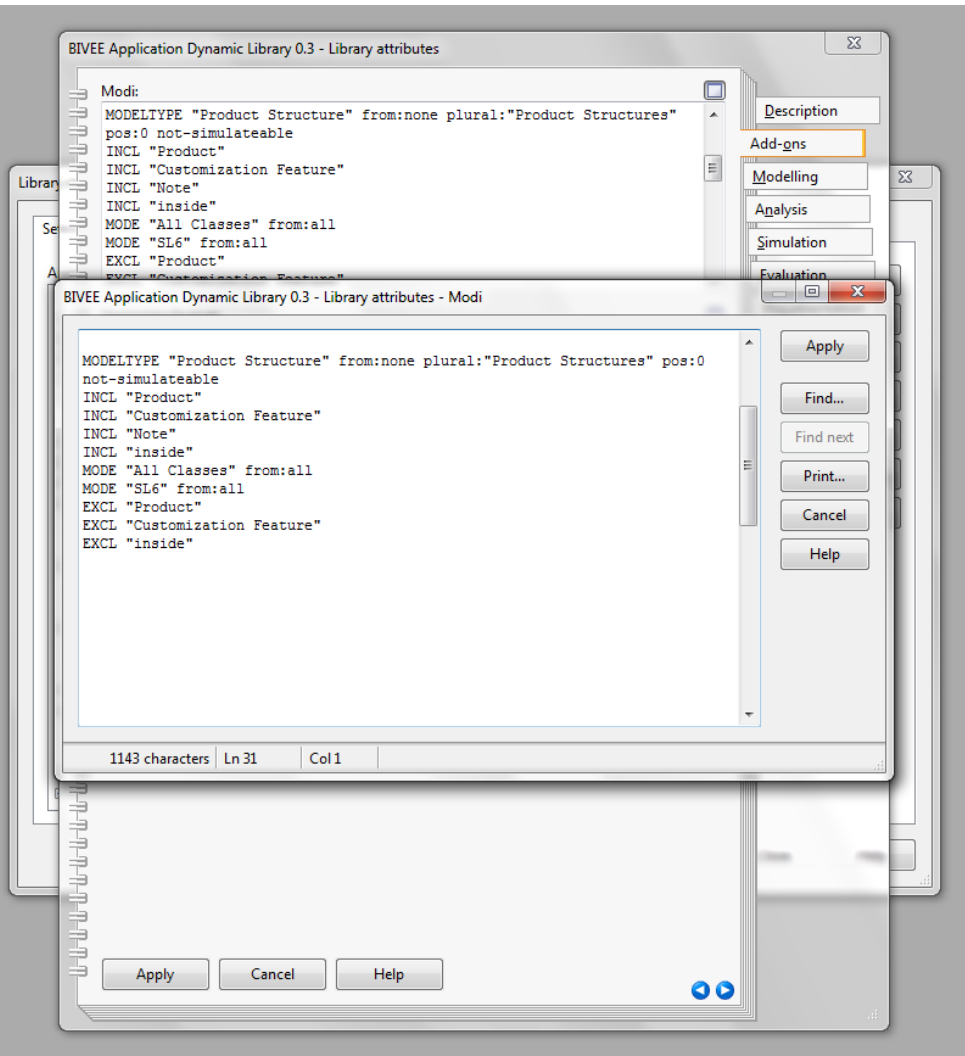 BIVEE Application Dynamic Library 0.3 - Library attributes
Modi:
MODELTYPE "Product Structure" from:none plural:"Product Structures"
pos:0 not-simulateable
INCL "Product"
INCL "Customization Feature"
INCL "Note"
INCL "inside"
MODE "All Classes" from:all
MODE "SL6" from:all
EXCL "Product"
EXCL "Customization Feature"
Description
Add-ons
Modelling
Analysis
Simulation
Evaluation
Library
Se
A
BIVEE Application Dynamic Library 0.3 - Library attributes - Modi
MODELTYPE "Product Structure" from:none plural:"Product Structures" pos:0
not-simulateable
INCL "Product"
INCL "Customization Feature"
INCL "Note"
INCL "inside"
MODE "All Classes" from:all
MODE "SL6" from:all
EXCL "Product"
EXCL "Customization Feature"
EXCL "inside"
Apply
Find...
Find next
Print...
Cancel
Help
1143 characters
Ln 31
Col 1
Apply
Cancel
Help